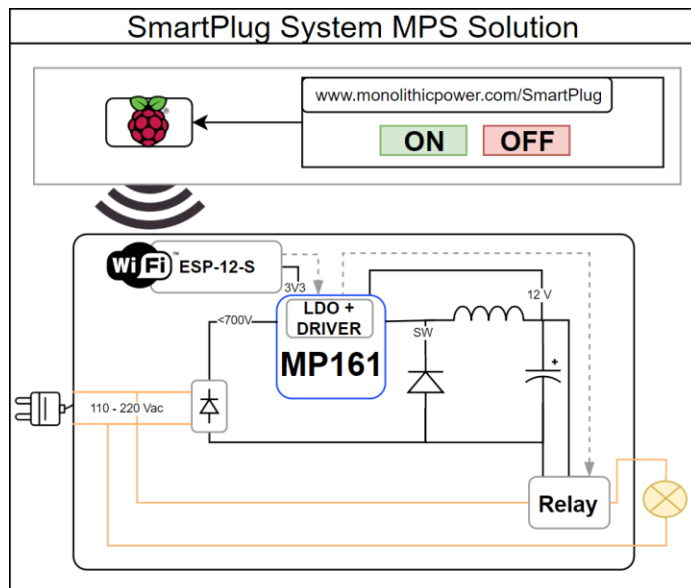 SmartPlug System MPS Solution
www.monolithicpower.com/SmartPlug
ON
OFF
WiFi™
ESP-12-S
3V3
LDO +
DRIVER
MP161
<700V
SW
12 V
+
110 - 220 Vac
Relay